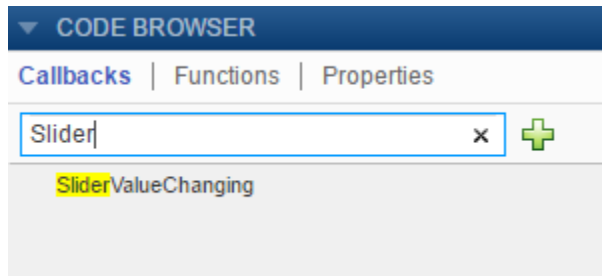 CODE BROWSER
Callbacks | Functions | Properties
Slider
SliderValueChanging